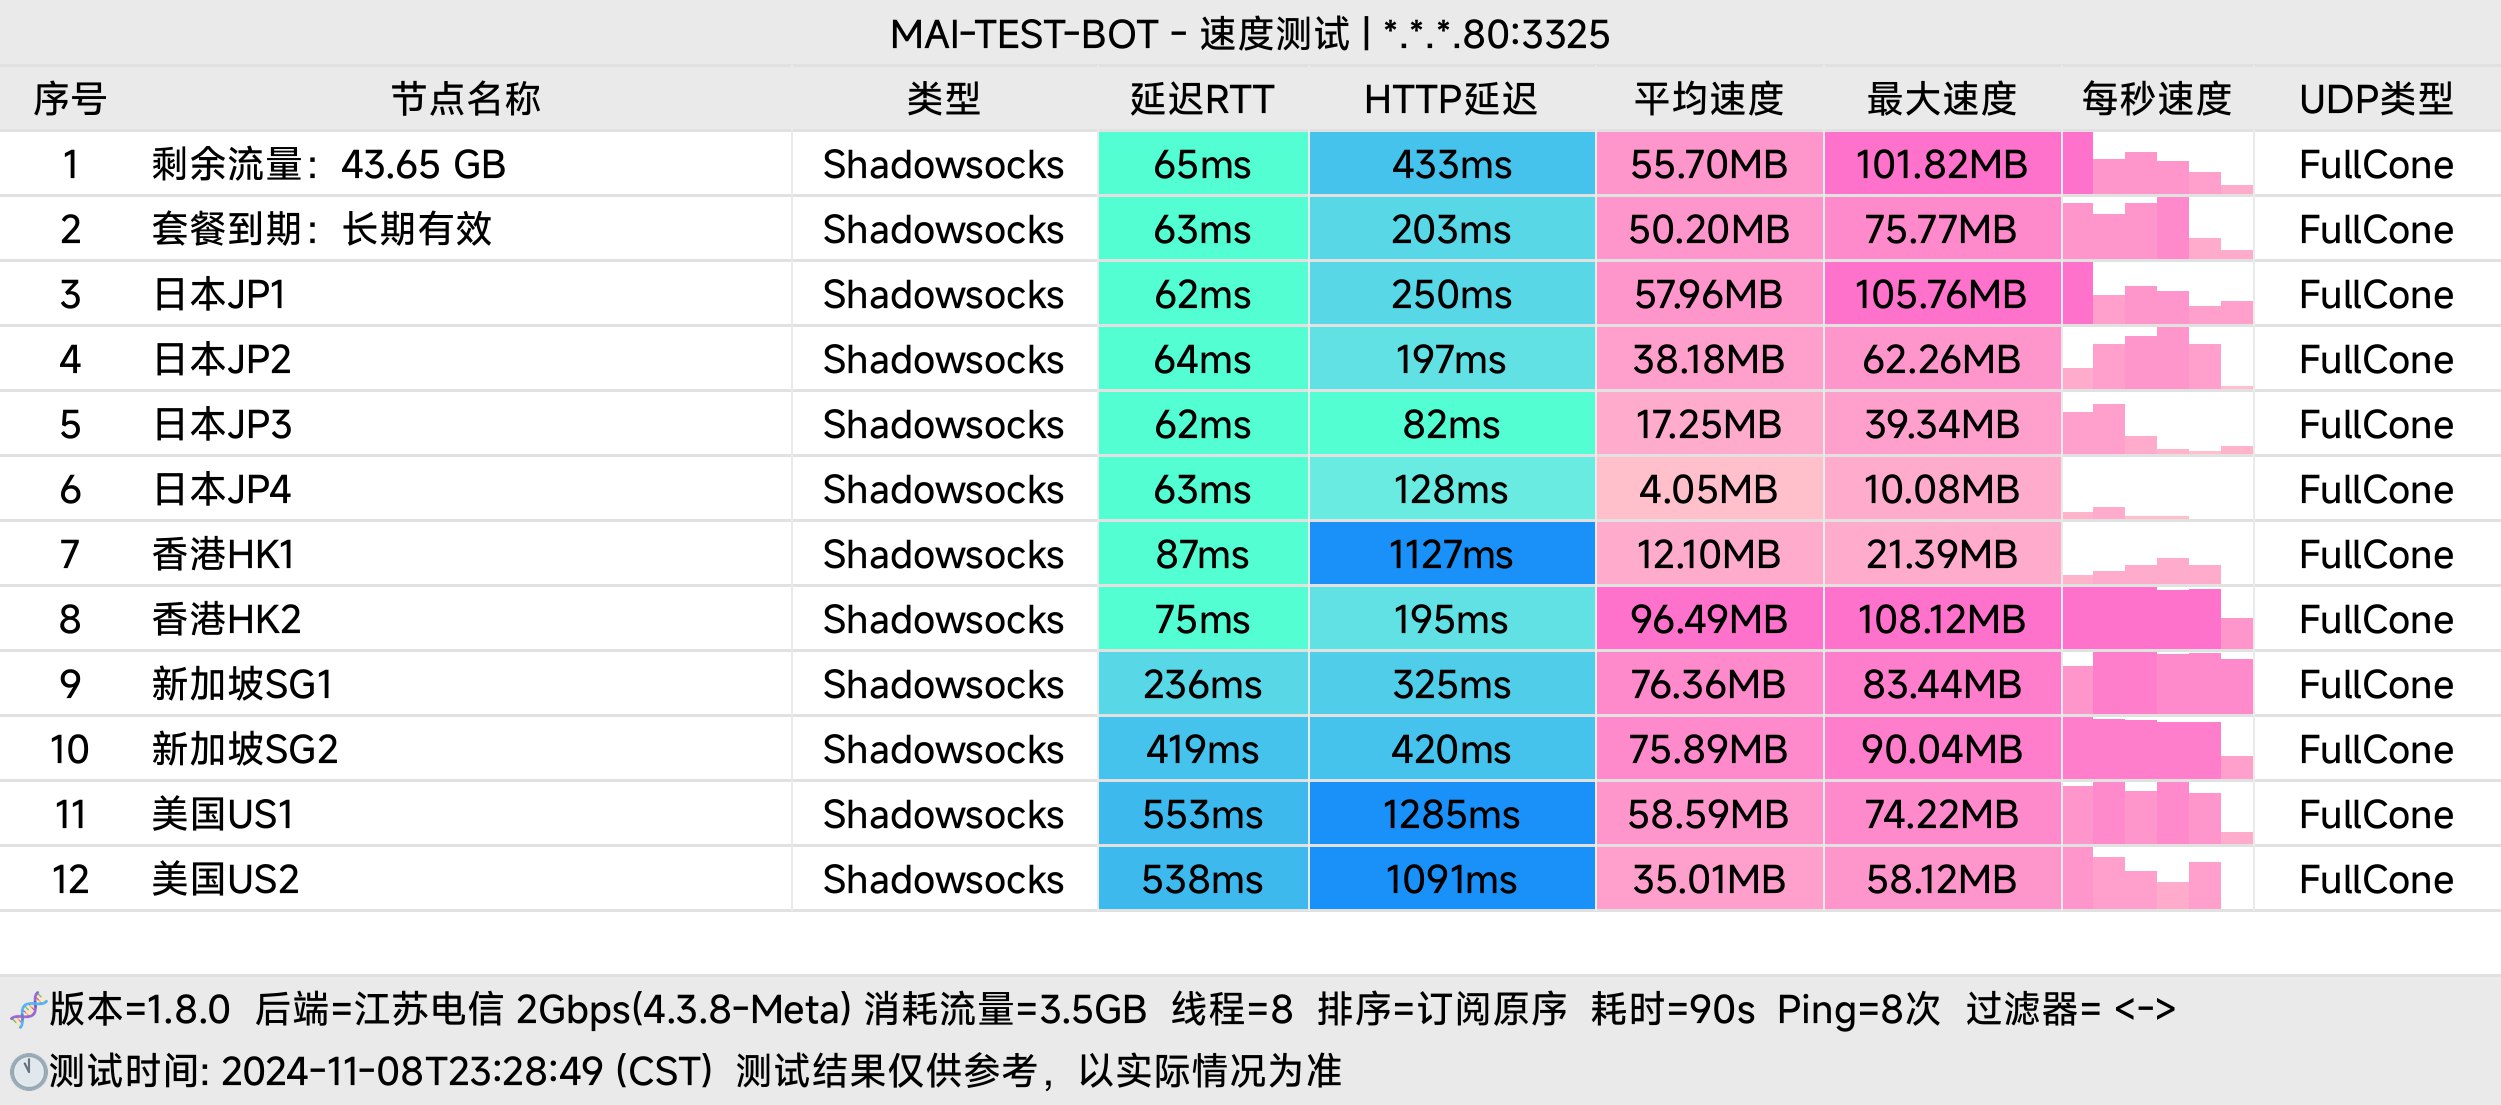 MAI-TEST-BOT - 速度测试 | *.*.*.80:3325
序号 节点名称 类型 延迟RTT HTTP延迟 平均速度 最大速度 每秒速度 UDP类型
1 剩余流量：43.65 GB Shadowsocks 65ms 433ms 55.70MB 101.82MB FullCone
2 套餐到期：长期有效 Shadowsocks 63ms 203ms 50.20MB 75.77MB FullCone
3 日本JP1 Shadowsocks 62ms 250ms 57.96MB 105.76MB FullCone
4 日本JP2 Shadowsocks 64ms 197ms 38.18MB 62.26MB FullCone
5 日本JP3 Shadowsocks 62ms 82ms 17.25MB 39.34MB FullCone
6 日本JP4 Shadowsocks 63ms 128ms 4.05MB 10.08MB FullCone
7 香港HK1 Shadowsocks 87ms 1127ms 12.10MB 21.39MB FullCone
8 香港HK2 Shadowsocks 75ms 195ms 96.49MB 108.12MB FullCone
9 新加坡SG1 Shadowsocks 236ms 325ms 76.36MB 83.44MB FullCone
10 新加坡SG2 Shadowsocks 419ms 420ms 75.89MB 90.04MB FullCone
11 美国US1 Shadowsocks 553ms 1285ms 58.59MB 74.22MB FullCone
12 美国US2 Shadowsocks 538ms 1091ms 35.01MB 58.12MB FullCone
🧬版本=1.8.0 后端=江苏电信 2Gbps(4.3.8-Meta) 消耗流量=3.5GB 线程=8 排序=订阅原序 耗时=90s Ping=8次 过滤器= <->
🕚测试时间: 2024-11-08T23:28:49 (CST) 测试结果仅供参考，以实际情况为准